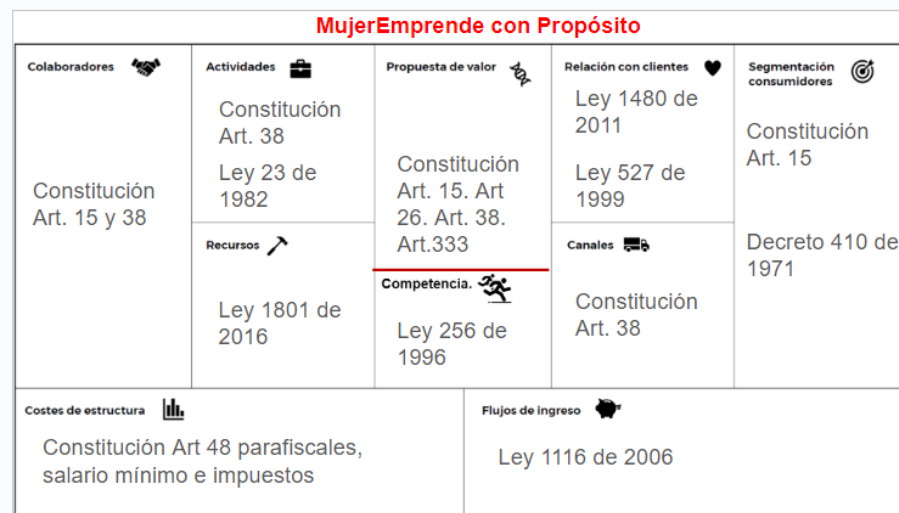 MujerEmprende con Propósito
Colaboradores
Constitución
Art. 15 y 38
Actividades
Constitución
Art. 38
Ley 23 de
1982
Recursos
Ley 1801 de
2016
Propuesta de valor
Constitución
Art. 15. Art
26. Art. 38.
Art.333
Competencia.
Ley 256 de
1996
Relación con clientes
Ley 1480 de
2011
Ley 527 de
1999
Canales
Constitución
Art. 38
Segmentación
consumidores
Constitución
Art. 15
Decreto 410 de
1971
Costes de estructura
Constitución Art 48 parafiscales,
salario mínimo e impuestos
Flujos de ingreso
Ley 1116 de 2006